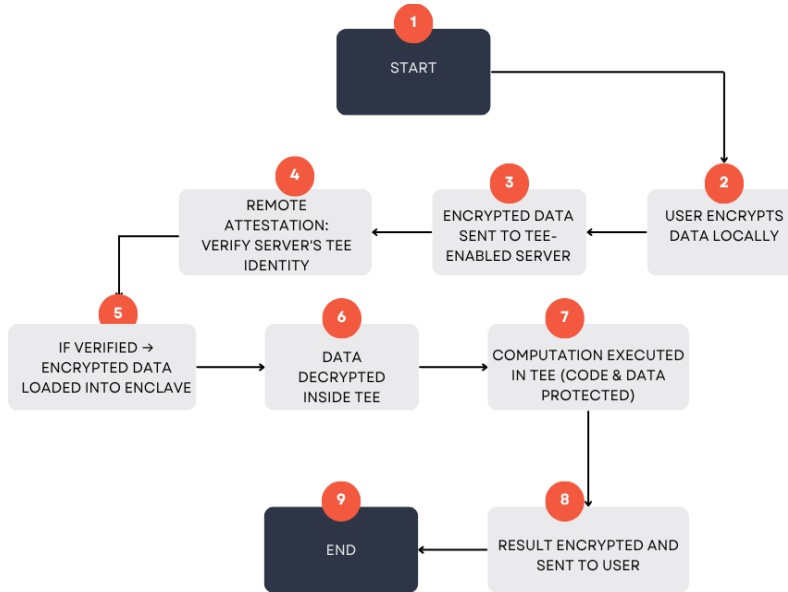 1
START
2
USER ENCRYPTS
DATA LOCALLY
3
ENCRYPTED DATA
SENT TO TEE-
ENABLED SERVER
4
REMOTE
ATTESTATION:
VERIFY SERVER'S TEE
IDENTITY
5
IF VERIFIED →
ENCRYPTED DATA
LOADED INTO ENCLAVE
6
DATA
DECRYPTED
INSIDE TEE
7
COMPUTATION EXECUTED
IN TEE (CODE & DATA
PROTECTED)
8
RESULT ENCRYPTED AND
SENT TO USER
9
END